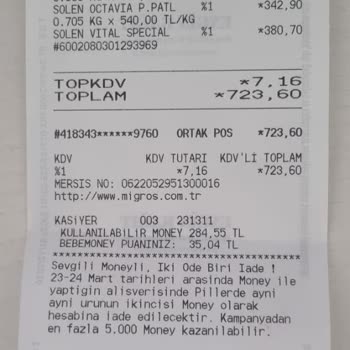 SOLEN OCTAVIA P.PATL %1 *342,90
0.705 KG x 540,00 TL/KG
SOLEN VITAL SPECIAL %1 *380,70
#6002080301293969
TOPKDV *7,16
TOPLAM *723,60
#418343******9760 ORTAK POS *723,60
KDV KDV TUTARI KDV'Lİ TOPLAM
%1 *7,16 *723,60
MERSIS NO: 0622052951300016
http://www.migros.com.tr
KASİYER 003 231311
KULLANILABİLİR MONEY 284,55 TL
BEBEMONEY PUANINIZ: 35,04 TL
************************************************
Sevgili Moneyli, Iki Ode Biri Iade !
23-24 Mart tarihleri arasinda Money ile
yaptigin alisverisinde Pillerde ayni
ayni urunun ikincisi Money olarak
hesabina iade edilecektir. Kampanyadan
en fazla 5.000 Money kazanilabilir.